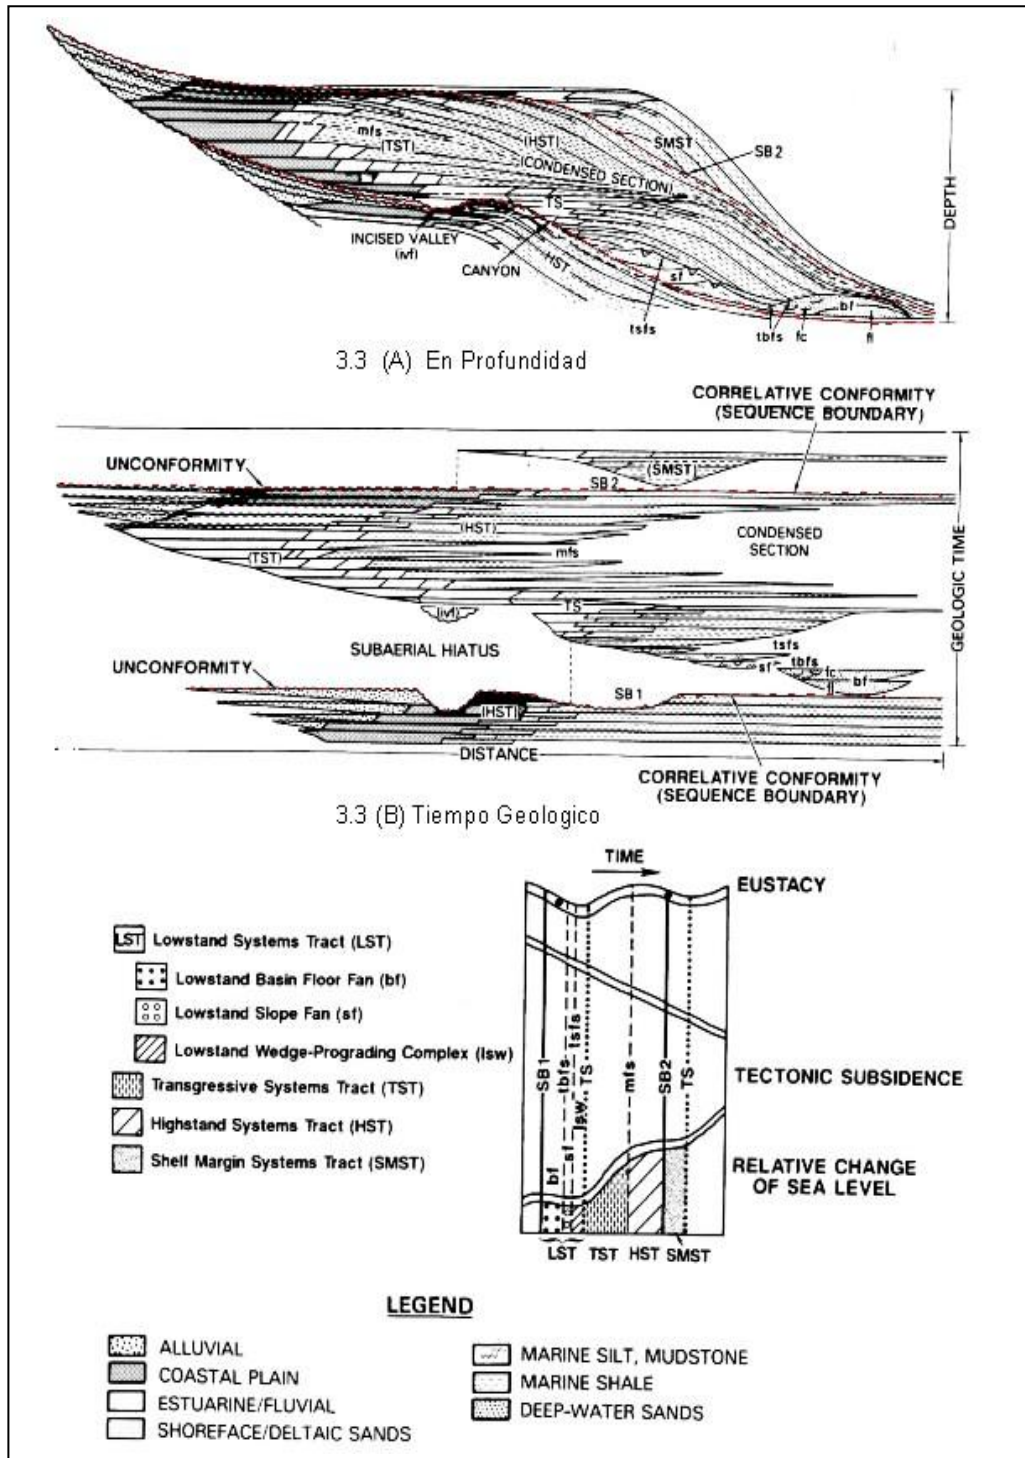 mfs
(TST)
(HST)
(CONDENSED SECTION)
SMST
SB2
TS
INCISED VALLEY
(ivf)
CANYON
HST
sf
tsfs
bf
tbfs
fc
fl
DEPTH
3.3 (A) En Profundidad
CORRELATIVE CONFORMITY
(SEQUENCE BOUNDARY)
UNCONFORMITY
(SMST)
SB2
(HST)
(TST)
mfs
CONDENSED
SECTION
(ivf)
TS
SUBAERIAL HIATUS
tsfs
sf
tbfs
fc
bf
fl
UNCONFORMITY
SB1
(HST)
DISTANCE
GEOLOGIC TIME
CORRELATIVE CONFORMITY
(SEQUENCE BOUNDARY)
3.3 (B) Tiempo Geologico
TIME
EUSTACY
TECTONIC SUBSIDENCE
RELATIVE CHANGE
OF SEA LEVEL
SB1
bf
tbfs
sf
tsfs
lsw
TS
mfs
SB2
TS
LST TST HST SMST
LST Lowstand Systems Tract (LST)
Lowstand Basin Floor Fan (bf)
Lowstand Slope Fan (sf)
Lowstand Wedge-Prograding Complex (lsw)
Transgressive Systems Tract (TST)
Highstand Systems Tract (HST)
Shelf Margin Systems Tract (SMST)
LEGEND
ALLUVIAL
COASTAL PLAIN
ESTUARINE/FLUVIAL
SHOREFACE/DELTAIC SANDS
MARINE SILT, MUDSTONE
MARINE SHALE
DEEP-WATER SANDS